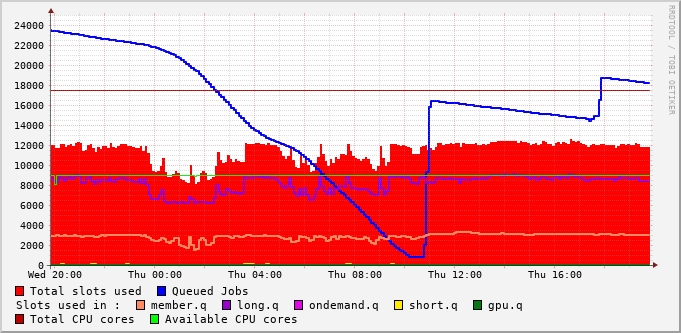 RRDTOOL / TOBI OETIKER
24000
22000
20000
18000
16000
14000
12000
10000
8000
6000
4000
2000
0
Wed 20:00 Thu 00:00 Thu 04:00 Thu 08:00 Thu 12:00 Thu 16:00
Total slots used Queued Jobs
Slots used in : member.q long.q ondemand.q short.q gpu.q
Total CPU cores Available CPU cores